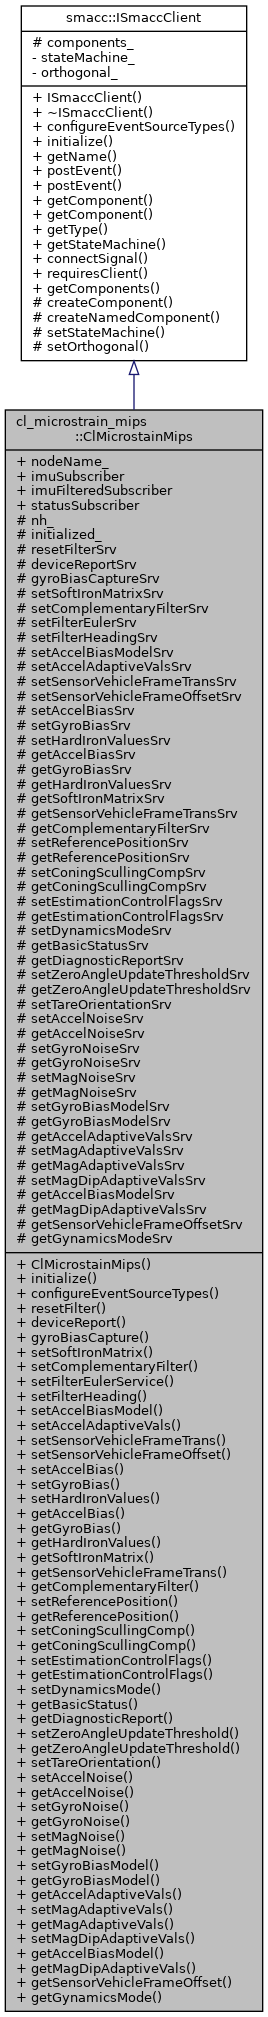 smacc::ISmaccClient
# components_
- stateMachine_
- orthogonal_
+ ISmaccClient()
+ ~ISmaccClient()
+ configureEventSourceTypes()
+ initialize()
+ getName()
+ postEvent()
+ postEvent()
+ getComponent()
+ getComponent()
+ getType()
+ getStateMachine()
+ connectSignal()
+ requiresClient()
+ getComponents()
# createComponent()
# createNamedComponent()
# setStateMachine()
# setOrthogonal()
cl_microstrain_mips
::ClMicrostainMips
+ nodeName_
+ imuSubscriber
+ imuFilteredSubscriber
+ statusSubscriber
# nh_
# initialized_
# resetFilterSrv
# deviceReportSrv
# gyroBiasCaptureSrv
# setSoftIronMatrixSrv
# setComplementaryFilterSrv
# setFilterEulerSrv
# setFilterHeadingSrv
# setAccelBiasModelSrv
# setAccelAdaptiveValsSrv
# setSensorVehicleFrameTransSrv
# setSensorVehicleFrameOffsetSrv
# setAccelBiasSrv
# setGyroBiasSrv
# setHardIronValuesSrv
# getAccelBiasSrv
# getGyroBiasSrv
# getHardIronValuesSrv
# getSoftIronMatrixSrv
# getSensorVehicleFrameTransSrv
# getComplementaryFilterSrv
# setReferencePositionSrv
# getReferencePositionSrv
# setConingScullingCompSrv
# getConingScullingCompSrv
# setEstimationControlFlagsSrv
# getEstimationControlFlagsSrv
# setDynamicsModeSrv
# getBasicStatusSrv
# getDiagnosticReportSrv
# setZeroAngleUpdateThresholdSrv
# getZeroAngleUpdateThresholdSrv
# setTareOrientationSrv
# setAccelNoiseSrv
# getAccelNoiseSrv
# setGyroNoiseSrv
# getGyroNoiseSrv
# setMagNoiseSrv
# getMagNoiseSrv
# setGyroBiasModelSrv
# getGyroBiasModelSrv
# getAccelAdaptiveValsSrv
# setMagAdaptiveValsSrv
# getMagAdaptiveValsSrv
# setMagDipAdaptiveValsSrv
# getAccelBiasModelSrv
# getMagDipAdaptiveValsSrv
# getSensorVehicleFrameOffsetSrv
# getGynamicsModeSrv
+ ClMicrostainMips()
+ initialize()
+ configureEventSourceTypes()
+ resetFilter()
+ deviceReport()
+ gyroBiasCapture()
+ setSoftIronMatrix()
+ setComplementaryFilter()
+ setFilterEulerService()
+ setFilterHeading()
+ setAccelBiasModel()
+ setAccelAdaptiveVals()
+ setSensorVehicleFrameTrans()
+ setSensorVehicleFrameOffset()
+ setAccelBias()
+ setGyroBias()
+ setHardIronValues()
+ getAccelBias()
+ getGyroBias()
+ getHardIronValues()
+ getSoftIronMatrix()
+ getSensorVehicleFrameTrans()
+ getComplementaryFilter()
+ setReferencePosition()
+ getReferencePosition()
+ setConingScullingComp()
+ getConingScullingComp()
+ setEstimationControlFlags()
+ getEstimationControlFlags()
+ setDynamicsMode()
+ getBasicStatus()
+ getDiagnosticReport()
+ setZeroAngleUpdateThreshold()
+ getZeroAngleUpdateThreshold()
+ setTareOrientation()
+ setAccelNoise()
+ getAccelNoise()
+ setGyroNoise()
+ getGyroNoise()
+ setMagNoise()
+ getMagNoise()
+ setGyroBiasModel()
+ getGyroBiasModel()
+ getAccelAdaptiveVals()
+ setMagAdaptiveVals()
+ getMagAdaptiveVals()
+ setMagDipAdaptiveVals()
+ getAccelBiasModel()
+ getMagDipAdaptiveVals()
+ getSensorVehicleFrameOffset()
+ getGynamicsMode()